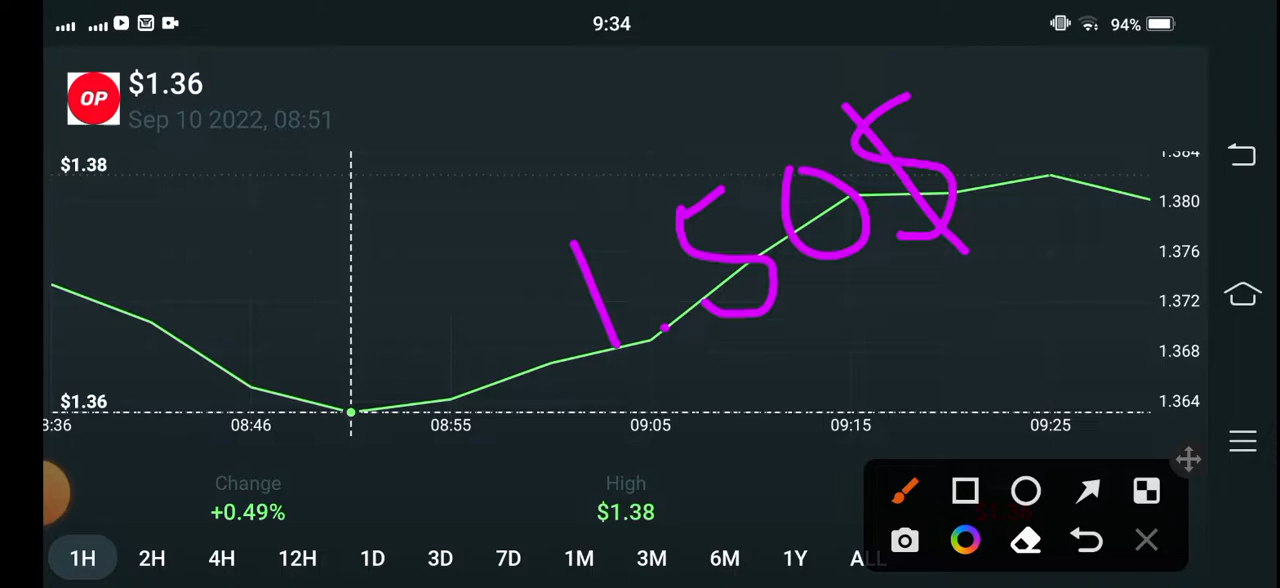 9:34
94%
OP
$1.36
Sep 10 2022, 08:51
150$
$1.38
1.384
1.380
1.376
1.372
1.368
$1.36
1.364
08:46 08:55 09:05 09:15 09:25
Change High
+0.49% $1.38
1H 2H 4H 12H 1D 3D 7D 1M 3M 6M 1Y ALL